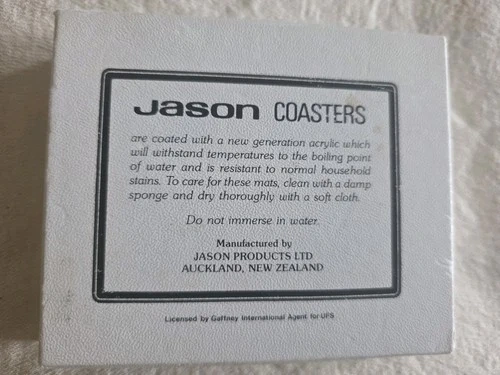 Jason COASTERS
are coated with a new generation acrylic which
will withstand temperatures to the boiling point
of water and is resistant to normal household
stains. To care for these mats, clean with a damp
sponge and dry thoroughly with a soft cloth.
Do not immerse in water.
Manufactured by
JASON PRODUCTS LTD
AUCKLAND, NEW ZEALAND
Licensed by Gaffney International Agent for UFS